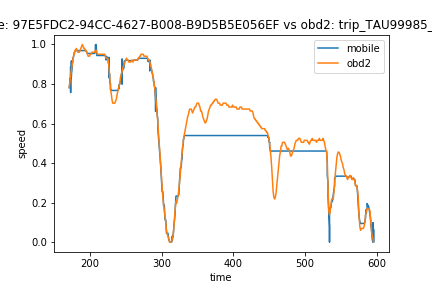 e: 97E5FDC2-94CC-4627-B008-B9D5B5E056EF vs obd2: trip_TAU99985_
1.0
0.8
0.6
0.4
0.2
0.0
speed
mobile
obd2
200 300 400 500 600
time